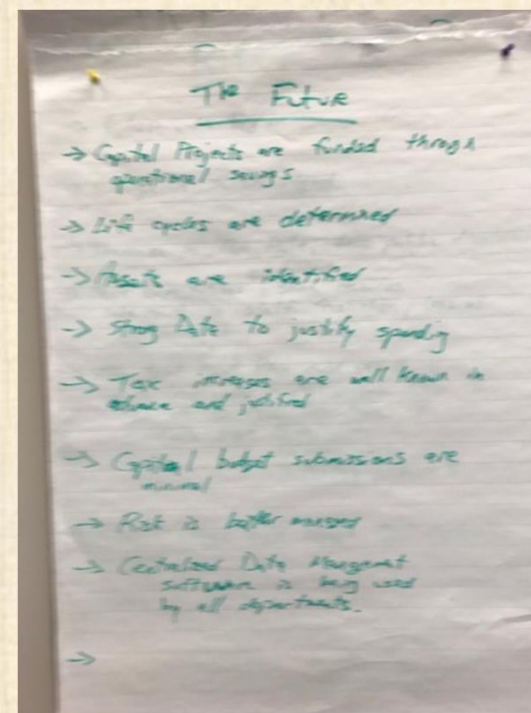 The Future
→ Capital Projects are funded through
operational savings
→ Life cycles are determined
→ Assets are identified
→ Strong Data to justify spending
→ Tax increases are well known in
advance and justified
→ Capital budget submissions are
minimal
→ Risk is better managed
→ Centralized Data Management
software is being used
by all departments.
→